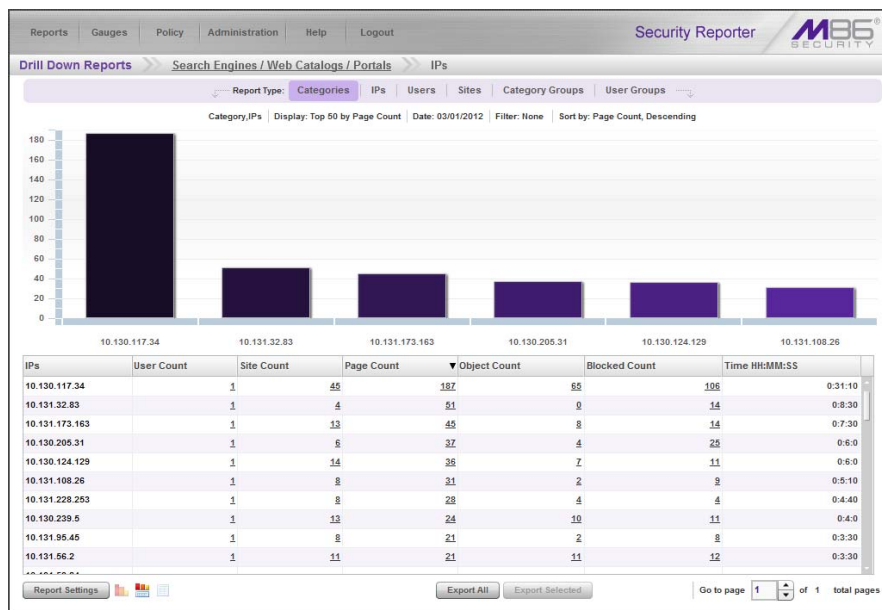 Reports Gauges Policy Administration Help Logout Security Reporter M86 SECURITY
Drill Down Reports Search Engines / Web Catalogs / Portals IPs
Report Type: Categories IPs Users Sites Category Groups User Groups
Category,IPs Display: Top 50 by Page Count Date: 03/01/2012 Filter: None Sort by: Page Count, Descending
180
160
140
120
100
80
60
40
20
0
10.130.117.34 10.131.32.83 10.131.173.163 10.130.205.31 10.130.124.129 10.131.108.26
IPs User Count Site Count Page Count Object Count Blocked Count Time HH:MM:SS
10.130.117.34 1 45 187 65 106 0:31:10
10.131.32.83 1 4 51 0 14 0:8:30
10.131.173.163 1 13 45 8 14 0:7:30
10.130.205.31 1 6 37 4 25 0:6:0
10.130.124.129 1 14 36 7 11 0:6:0
10.131.108.26 1 8 31 2 9 0:5:10
10.131.228.253 1 8 28 4 4 0:4:40
10.130.239.5 1 13 24 10 11 0:4:0
10.131.95.45 1 8 21 2 8 0:3:30
10.131.56.2 1 11 21 11 12 0:3:30
Report Settings Export All Export Selected Go to page 1 of 1 total pages